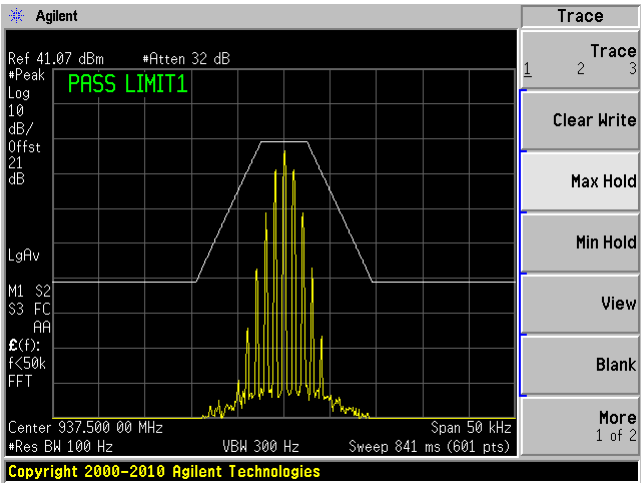 Agilent
Trace
Ref 41.07 dBm #Atten 32 dB
#Peak
Log
10
dB/
Offst
21
dB
LgAv
M1 S2
S3 FC
AA
£(f):
f<50k
FFT
PASS LIMIT1
Center 937.500 00 MHz Span 50 kHz
#Res BW 100 Hz VBW 300 Hz Sweep 841 ms (601 pts)
Copyright 2000-2010 Agilent Technologies
Trace
1 2 3
Clear Write
Max Hold
Min Hold
View
Blank
More
1 of 2